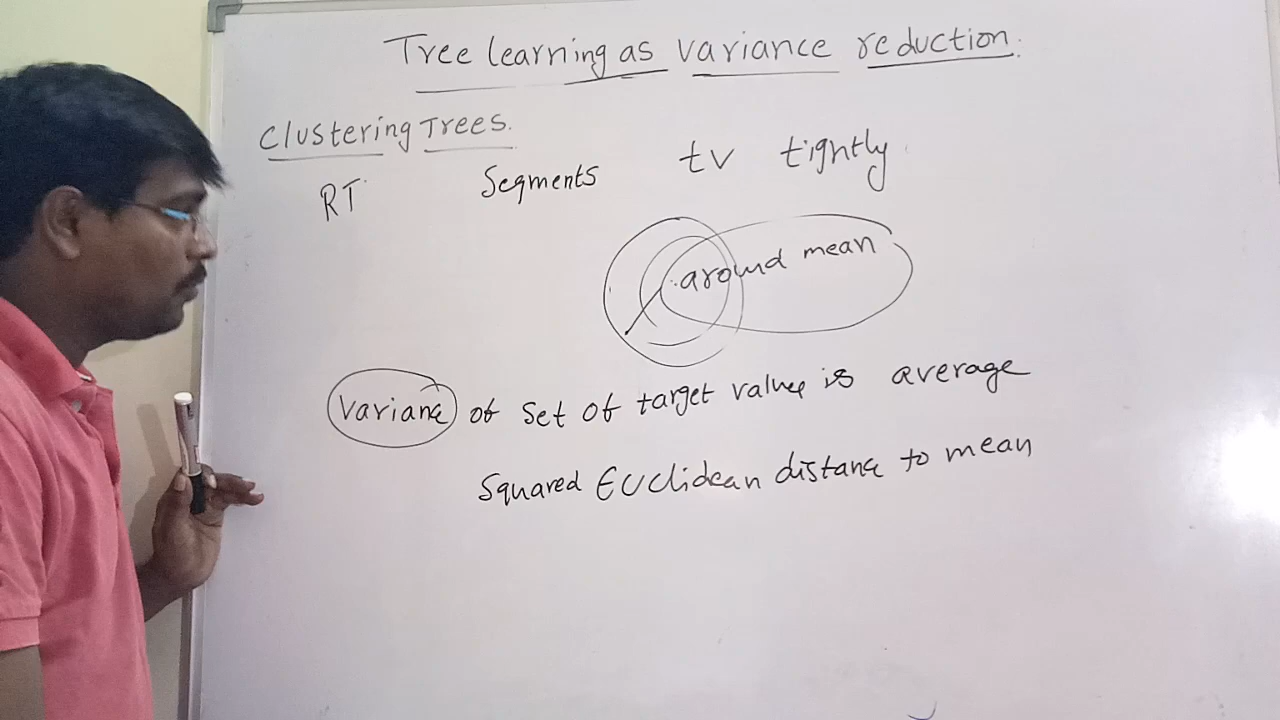 Tree learning as variance reduction.
Clustering Trees.
RT Segments tv tightly
around mean
Variance of set of target values is average
Squared Euclidean distance to mean